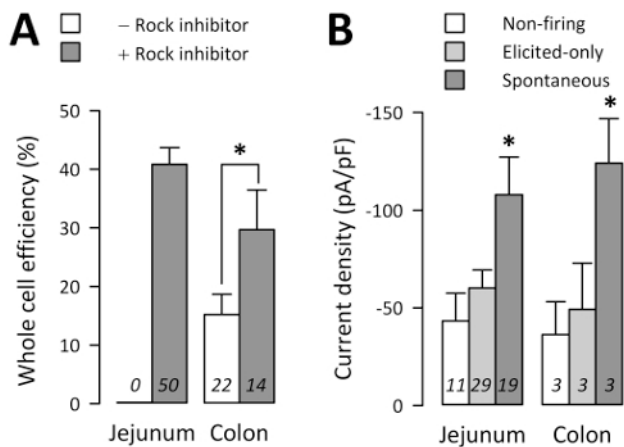 A
− Rock inhibitor
+ Rock inhibitor
Whole cell efficiency (%)
50
40
30
20
10
0
*
0
50
22
14
Jejunum
Colon
B
Non-firing
Elicited-only
Spontaneous
Current density (pA/pF)
-150
-100
-50
0
*
*
11
29
19
3
3
3
Jejunum
Colon